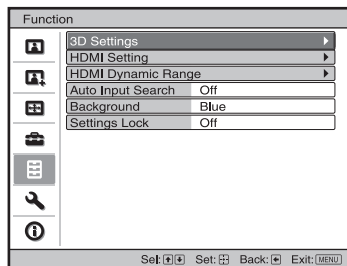 Function
3D Settings
HDMI Setting
HDMI Dynamic Range
Auto Input Search Off
Background Blue
Settings Lock Off
Sel: Set: Back: Exit: MENU